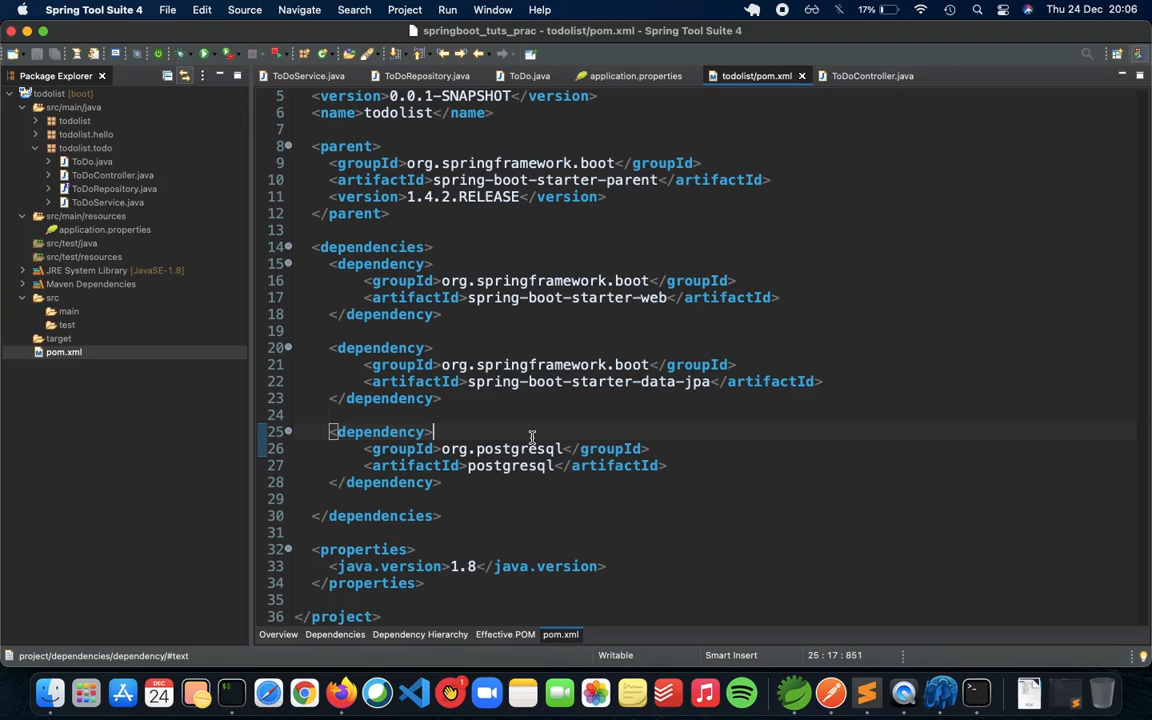 Spring Tool Suite 4 File Edit Source Navigate Search Project Run Window Help 17% Thu 24 Dec 20:06
springboot_tuts_prac - todolist/pom.xml - Spring Tool Suite 4
Package Explorer
ToDoService.java ToDoRepository.java ToDo.java application.properties todolist/pom.xml ToDoController.java
todolist [boot]
src/main/java
todolist
todolist.hello
todolist.todo
ToDo.java
ToDoController.java
ToDoRepository.java
ToDoService.java
src/main/resources
application.properties
src/test/java
src/test/resources
JRE System Library [JavaSE-1.8]
Maven Dependencies
src
main
test
target
pom.xml
5 <version>0.0.1-SNAPSHOT</version>
6 <name>todolist</name>
7
8 <parent>
9 <groupId>org.springframework.boot</groupId>
10 <artifactId>spring-boot-starter-parent</artifactId>
11 <version>1.4.2.RELEASE</version>
12 </parent>
13
14 <dependencies>
15 <dependency>
16 <groupId>org.springframework.boot</groupId>
17 <artifactId>spring-boot-starter-web</artifactId>
18 </dependency>
19
20 <dependency>
21 <groupId>org.springframework.boot</groupId>
22 <artifactId>spring-boot-starter-data-jpa</artifactId>
23 </dependency>
24
25 <dependency>
26 <groupId>org.postgresql</groupId>
27 <artifactId>postgresql</artifactId>
28 </dependency>
29
30 </dependencies>
31
32 <properties>
33 <java.version>1.8</java.version>
34 </properties>
35
36 </project>
Overview Dependencies Dependency Hierarchy Effective POM pom.xml
project/dependencies/dependency/#text Writable Smart Insert 25 : 17 : 851
DEC
24